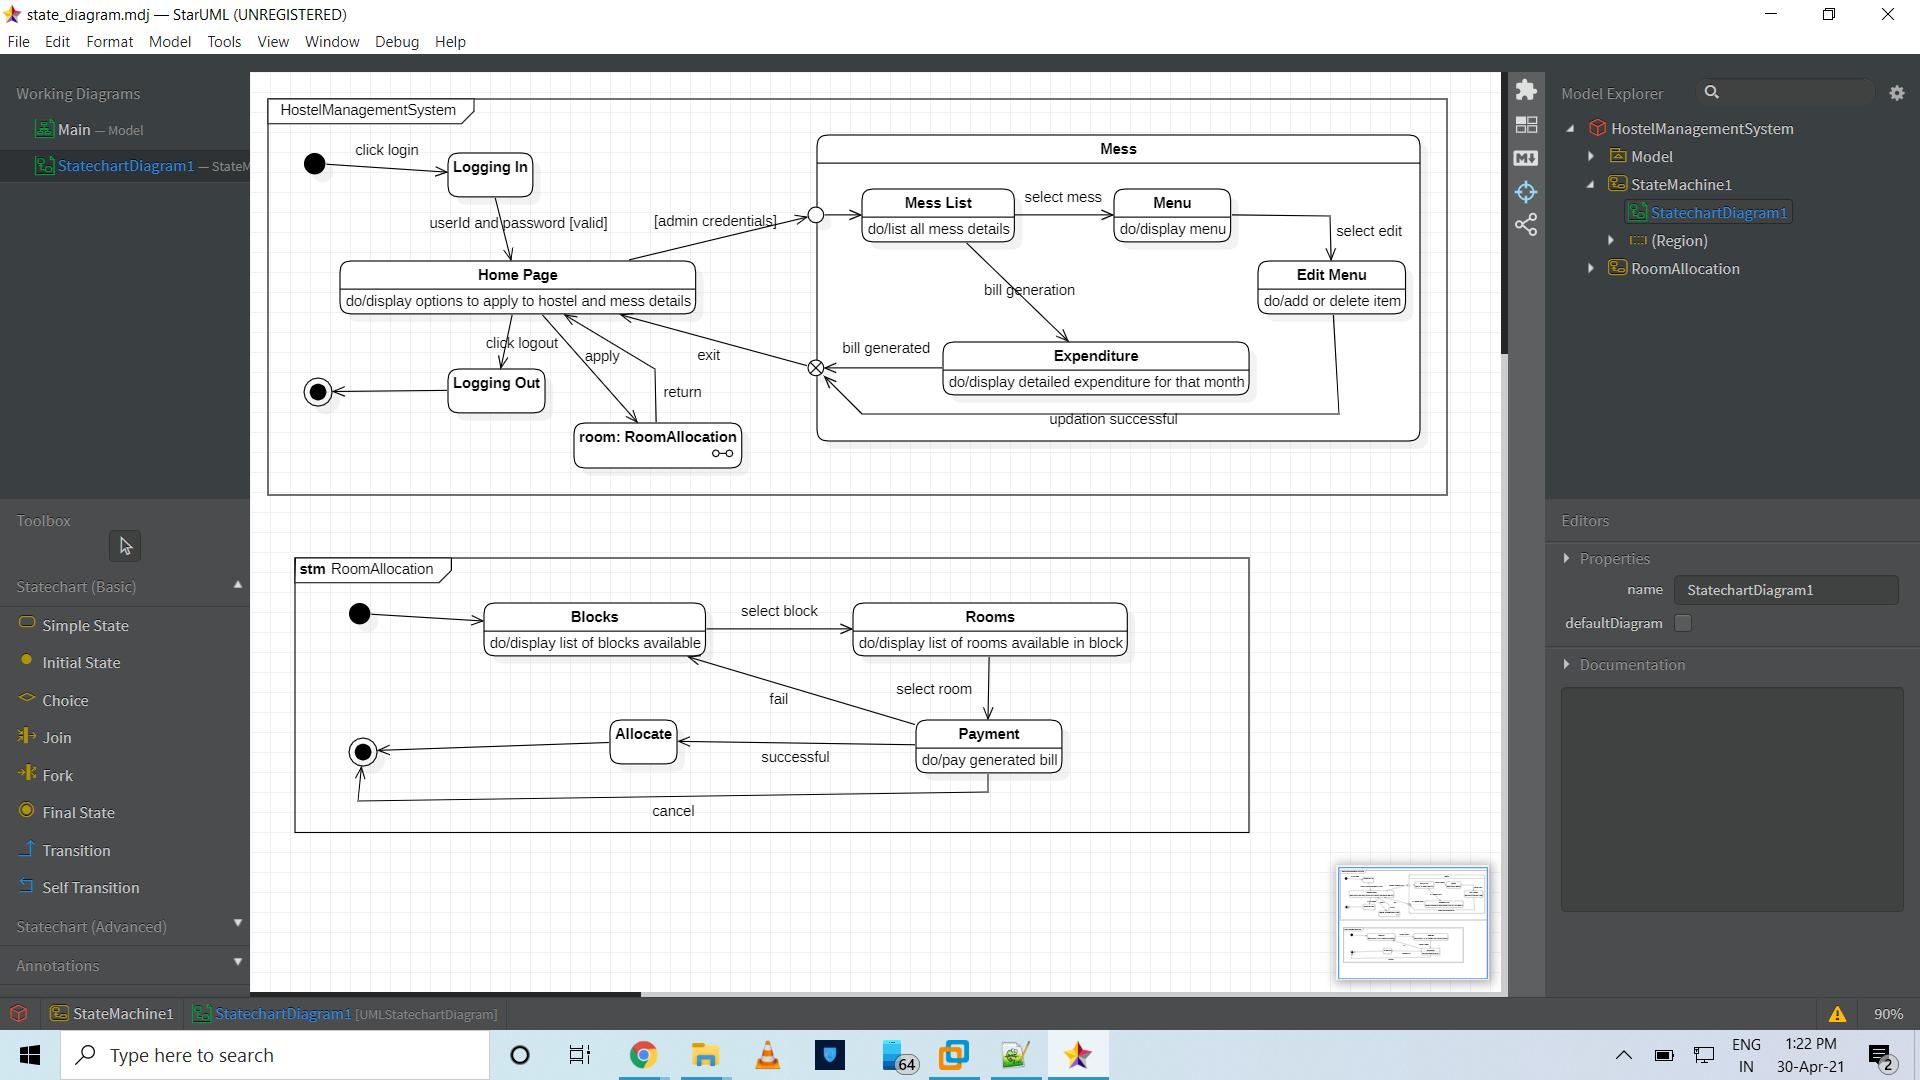 state_diagram.mdj — StarUML (UNREGISTERED)
File Edit Format Model Tools View Window Debug Help
Working Diagrams
Main — Model
StatechartDiagram1 — StateM
Toolbox
Statechart (Basic)
Simple State
Initial State
Choice
Join
Fork
Final State
Transition
Self Transition
Statechart (Advanced)
Annotations
HostelManagementSystem
click login
Logging In
userId and password [valid]
[admin credentials]
Home Page
do/display options to apply to hostel and mess details
click logout
apply
exit
return
Logging Out
room: RoomAllocation
Mess
Mess List
do/list all mess details
select mess
Menu
do/display menu
select edit
Edit Menu
do/add or delete item
bill generation
bill generated
Expenditure
do/display detailed expenditure for that month
updation successful
stm RoomAllocation
Blocks
do/display list of blocks available
select block
Rooms
do/display list of rooms available in block
select room
fail
Allocate
successful
Payment
do/pay generated bill
cancel
Model Explorer
HostelManagementSystem
Model
StateMachine1
StatechartDiagram1
(Region)
RoomAllocation
Editors
Properties
name StatechartDiagram1
defaultDiagram
Documentation
StateMachine1 StatechartDiagram1 [UMLStatechartDiagram]
90%
Type here to search
64
ENG
IN
1:22 PM
30-Apr-21
2